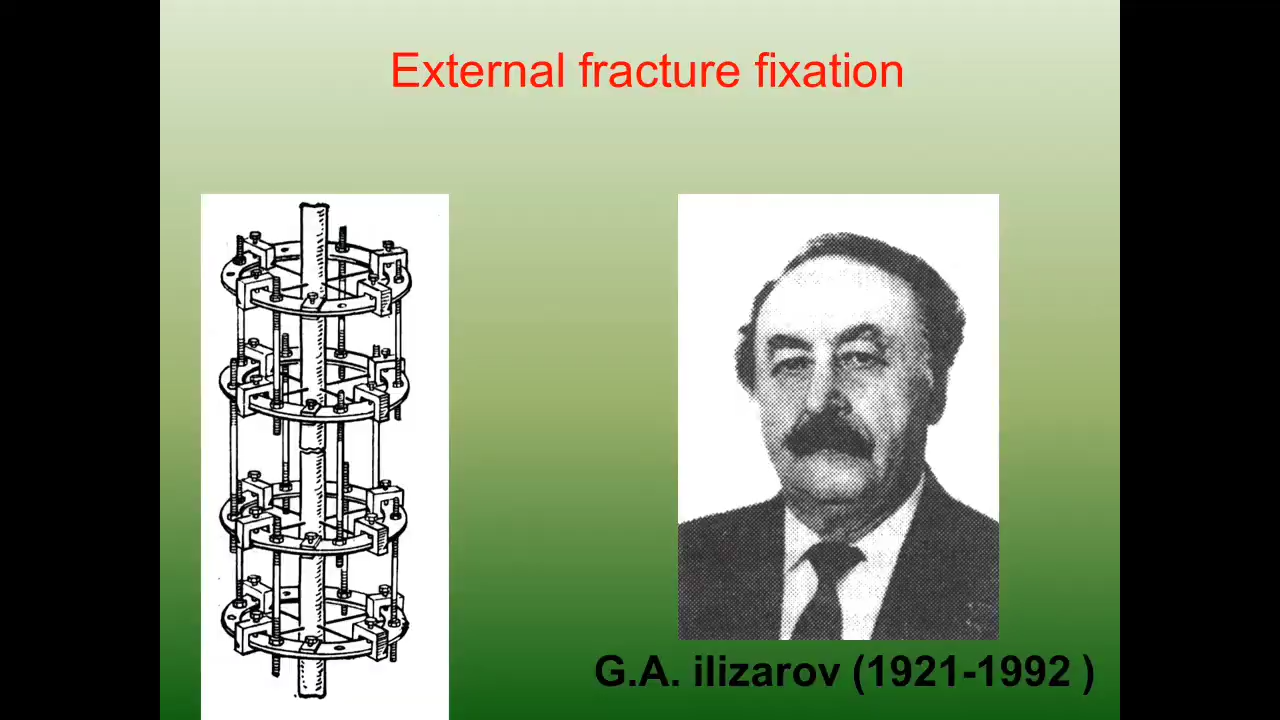 External fracture fixation
G.A. ilizarov (1921-1992 )